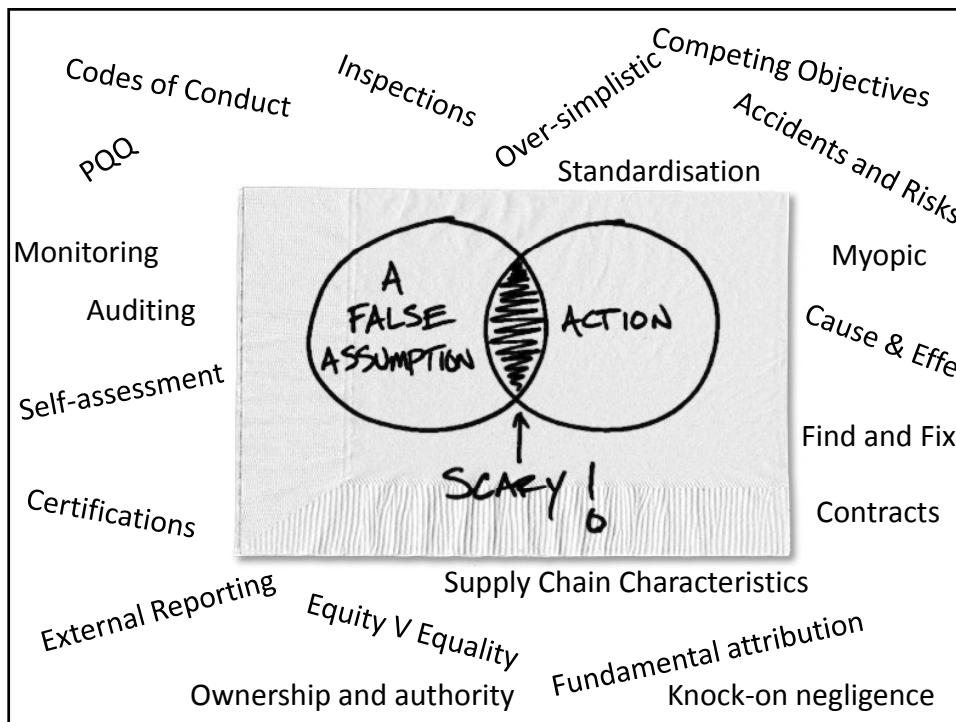 Codes of Conduct
Inspections
Over-simplistic
Competing Objectives
Accidents and Risks
PQQ
Standardisation
Monitoring
Myopic
Auditing
A
FALSE
ASSUMPTION
ACTION
Cause & Effe
Self-assessment
Find and Fix
SCARY!
Certifications
Contracts
Supply Chain Characteristics
External Reporting
Equity V Equality
Fundamental attribution
Ownership and authority
Knock-on negligence